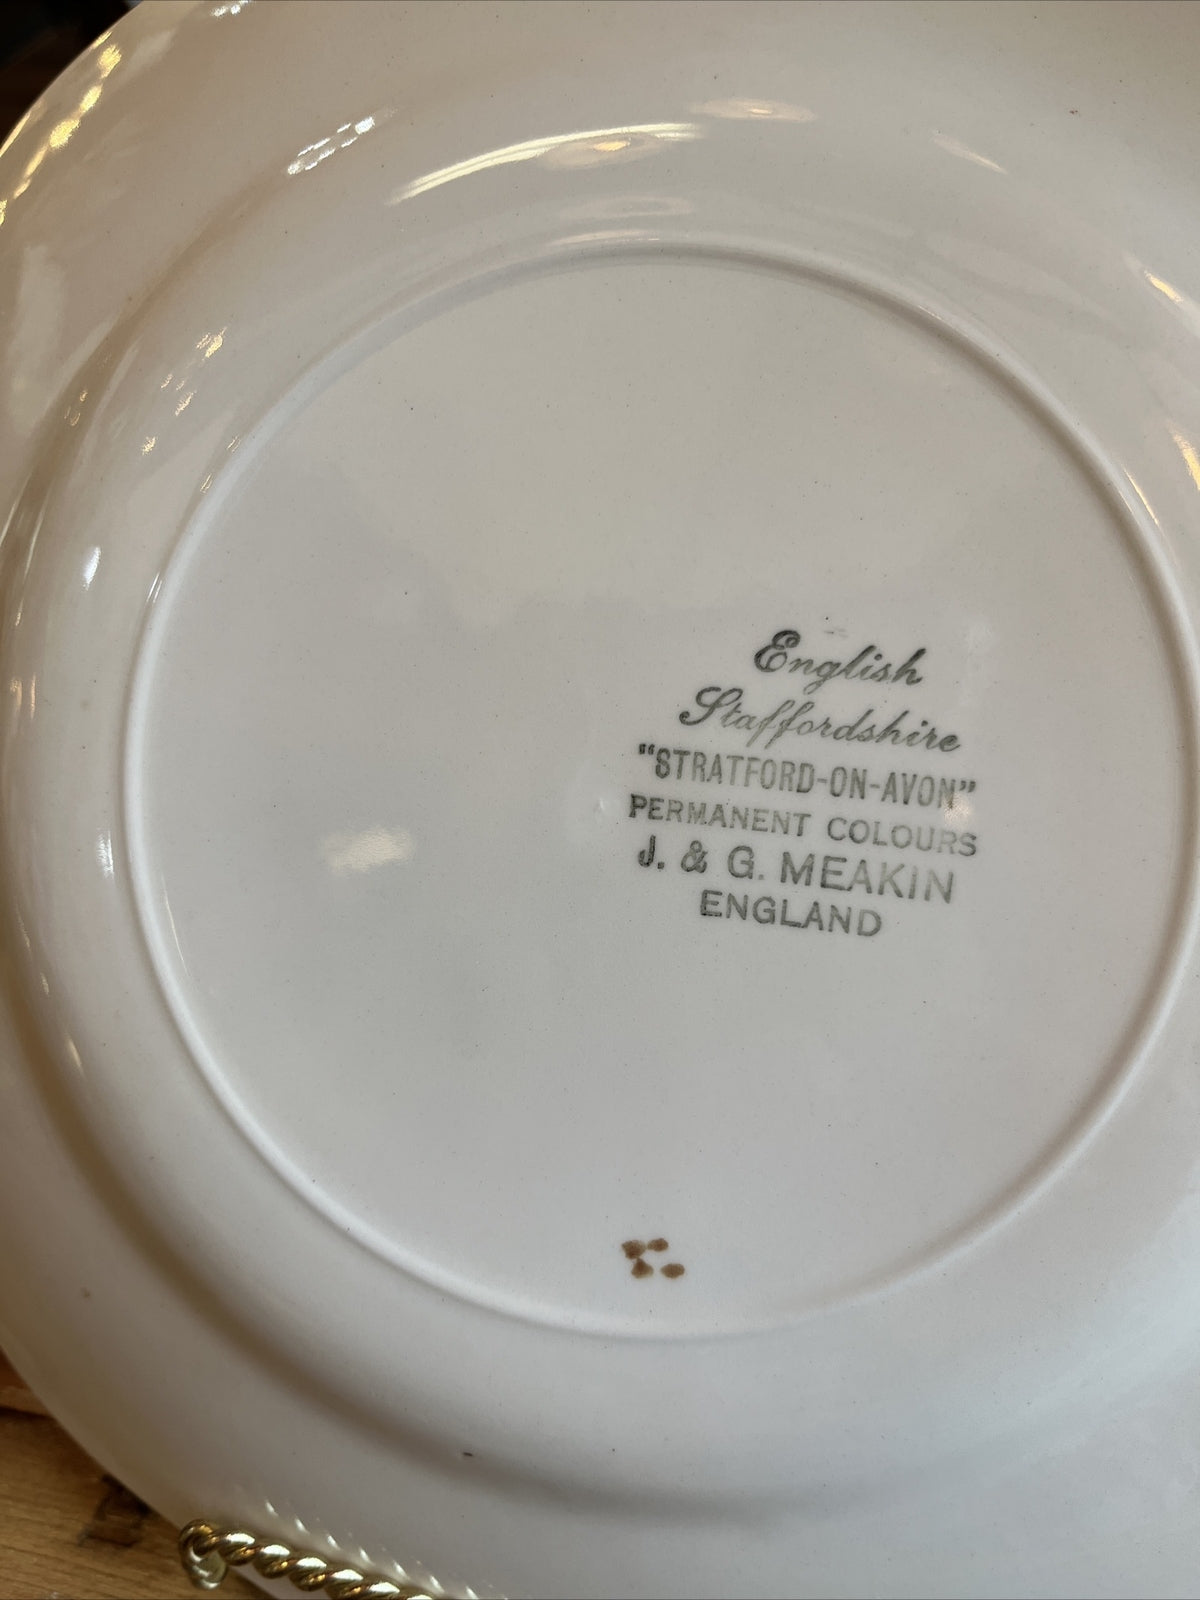 English
Staffordshire
"STRATFORD-ON-AVON"
PERMANENT COLOURS
J. & G. MEAKIN
ENGLAND